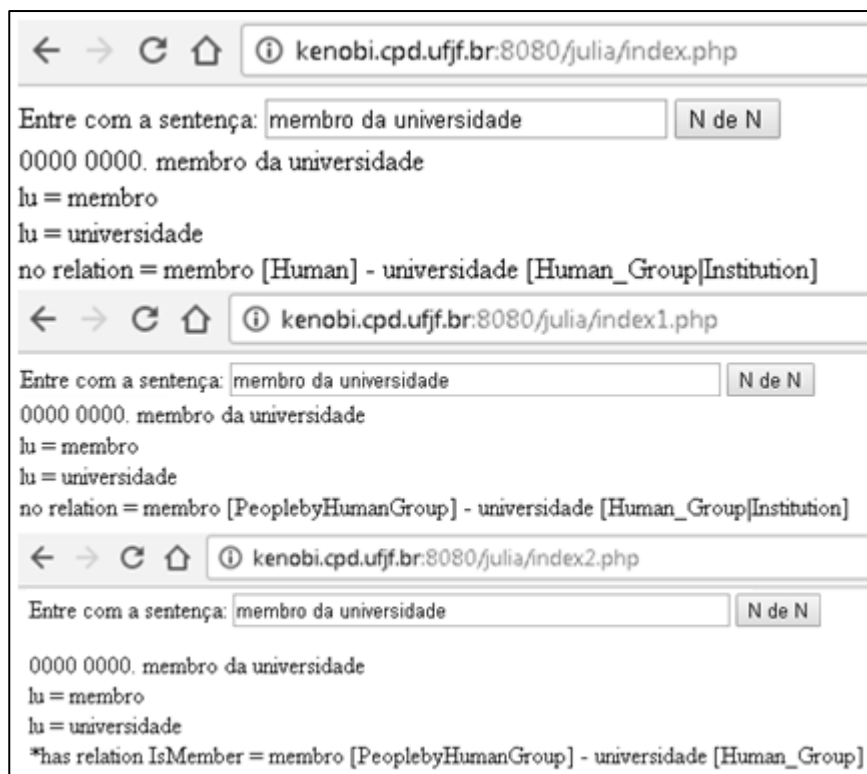 kenobi.cpd.ufjf.br:8080/julia/index.php
Entre com a sentença: membro da universidade N de N
0000 0000. membro da universidade
lu = membro
lu = universidade
no relation = membro [Human] - universidade [Human_Group|Institution]
kenobi.cpd.ufjf.br:8080/julia/index1.php
Entre com a sentença: membro da universidade N de N
0000 0000. membro da universidade
lu = membro
lu = universidade
no relation = membro [PeoplebyHumanGroup] - universidade [Human_Group|Institution]
kenobi.cpd.ufjf.br:8080/julia/index2.php
Entre com a sentença: membro da universidade N de N
0000 0000. membro da universidade
lu = membro
lu = universidade
*has relation IsMember = membro [PeoplebyHumanGroup] - universidade [Human_Group]